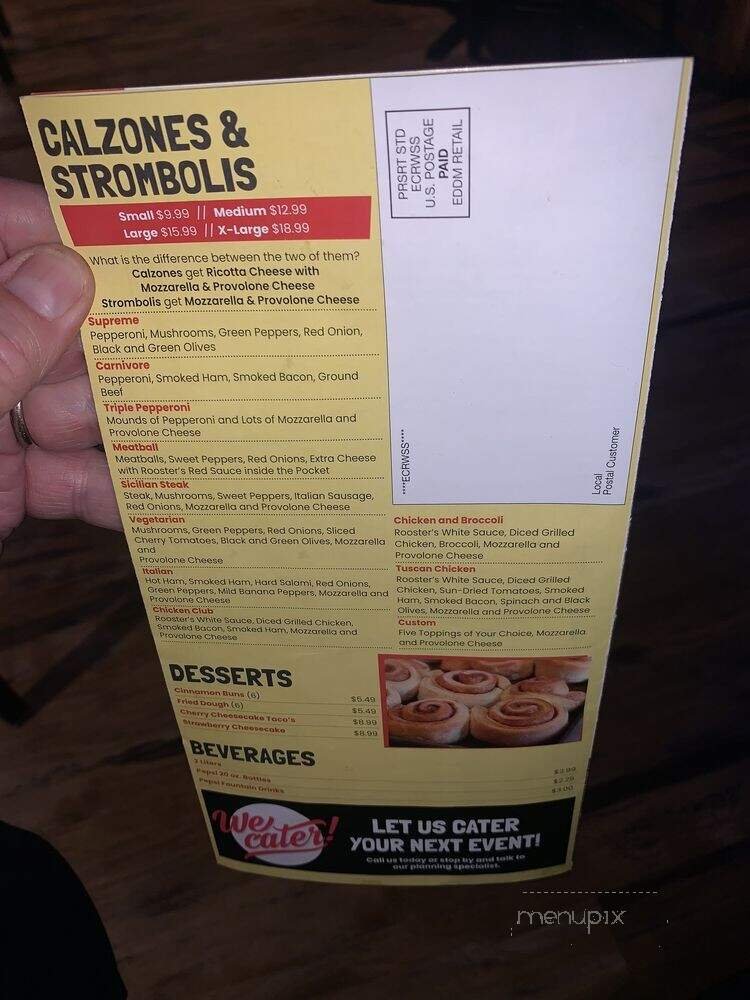 CALZONES &
STROMBOLIS
Small $9.99 // Medium $12.99
Large $15.99 // X-Large $18.99
What is the difference between the two of them?
Calzones get Ricotta Cheese with
Mozzarella & Provolone Cheese
Strombolis get Mozzarella & Provolone Cheese
Supreme
Pepperoni, Mushrooms, Green Peppers, Red Onion,
Black and Green Olives
Carnivore
Pepperoni, Smoked Ham, Smoked Bacon, Ground
Beef
Triple Pepperoni
Mounds of Pepperoni and Lots of Mozzarella and
Provolone Cheese
Meatball
Meatballs, Sweet Peppers, Red Onions, Extra Cheese
with Rooster's Red Sauce inside the Pocket
Sicilian Steak
Steak, Mushrooms, Sweet Peppers, Italian Sausage,
Red Onions, Mozzarella and Provolone Cheese
Vegetarian
Mushrooms, Green Peppers, Red Onions, Sliced
Cherry Tomatoes, Black and Green Olives, Mozzarella
and
Provolone Cheese
Italian
Hot Ham, Smoked Ham, Hard Salami, Red Onions,
Green Peppers, Mild Banana Peppers, Mozzarella and
Provolone Cheese
Chicken Club
Rooster's White Sauce, Diced Grilled Chicken,
Smoked Bacon, Smoked Ham, Mozzarella and
Provolone Cheese
PRSRT STD
ECRWSS
U.S. POSTAGE
PAID
EDDM RETAIL
****ECRWSS****
Local
Postal Customer
Chicken and Broccoli
Rooster's White Sauce, Diced Grilled
Chicken, Broccoli, Mozzarella and
Provolone Cheese
Tuscan Chicken
Rooster's White Sauce, Diced Grilled
Chicken, Sun-Dried Tomatoes, Smoked
Ham, Smoked Bacon, Spinach and Black
Olives, Mozzarella and Provolone Cheese
Custom
Five Toppings of Your Choice, Mozzarella
and Provolone Cheese
DESSERTS
Cinnamon Buns (6) $5.49
Fried Dough (6) $5.49
Cherry Cheesecake Taco's $8.99
Strawberry Cheesecake $8.99
BEVERAGES
2 Liters $3.99
Pepsi 20 oz. Bottles $2.25
Pepsi Fountain Drinks $3.00
We cater!
LET US CATER
YOUR NEXT EVENT!
Call us today or stop by and talk to
our planning specialist.
menupix